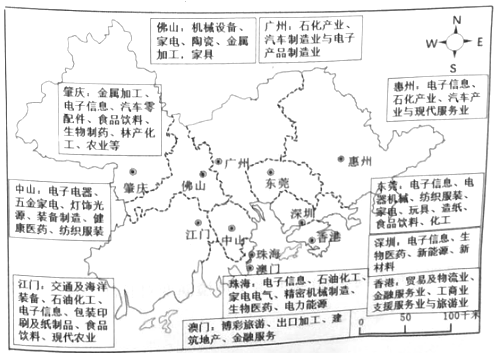 佛山：机械设备、
家电、陶瓷、金属
加工、家具
广州：石化产业、
汽车制造业与电子
产品制造业
N
W
E
S
惠州：电子信息、
石化产业、汽车产
业与现代服务业
肇庆：金属加工、
电子信息、汽车零
配件、食品饮料、
生物制药、林产化
工、农业等
广州
惠州
肇庆
佛山
东莞
中山：电子电器、
五金家电、灯饰光
源、装备制造、健
康医药、纺织服装
东莞：电子信息、电
器机械、纺织服装、
家电、玩具、造纸、
食品饮料、化工
江门
中山
深圳
香港
珠海
澳门
深圳：电子信息、生
物医药、新能源、新
材料
江门：交通及海洋
装备、石油化工、
电子信息、包装印
刷及纸制品、食品
饮料、现代农业
珠海：电子信息、石油化工、
家电电气、精密机械制造、
生物医药、电力能源
香港：贸易及物流业、
金融服务业、工商业
支援服务业与旅游业
澳门：博彩旅游、出口加工、建
筑地产、金融服务
0 50 100千米